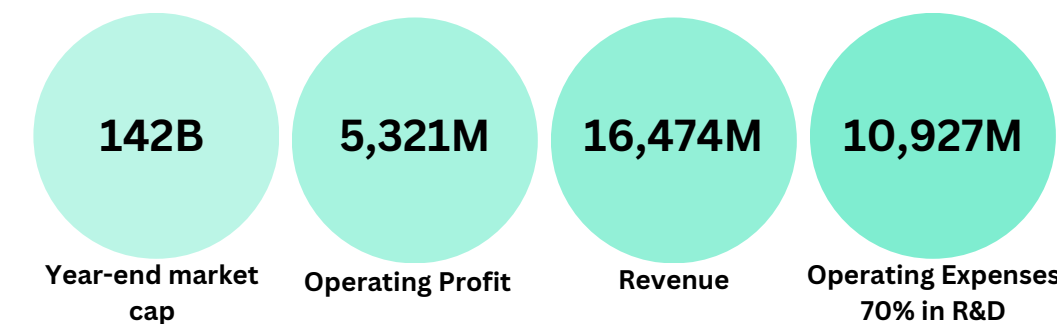 142B
5,321M
16,474M
10,927M
Year-end market
cap
Operating Profit
Revenue
Operating Expenses
70% in R&D